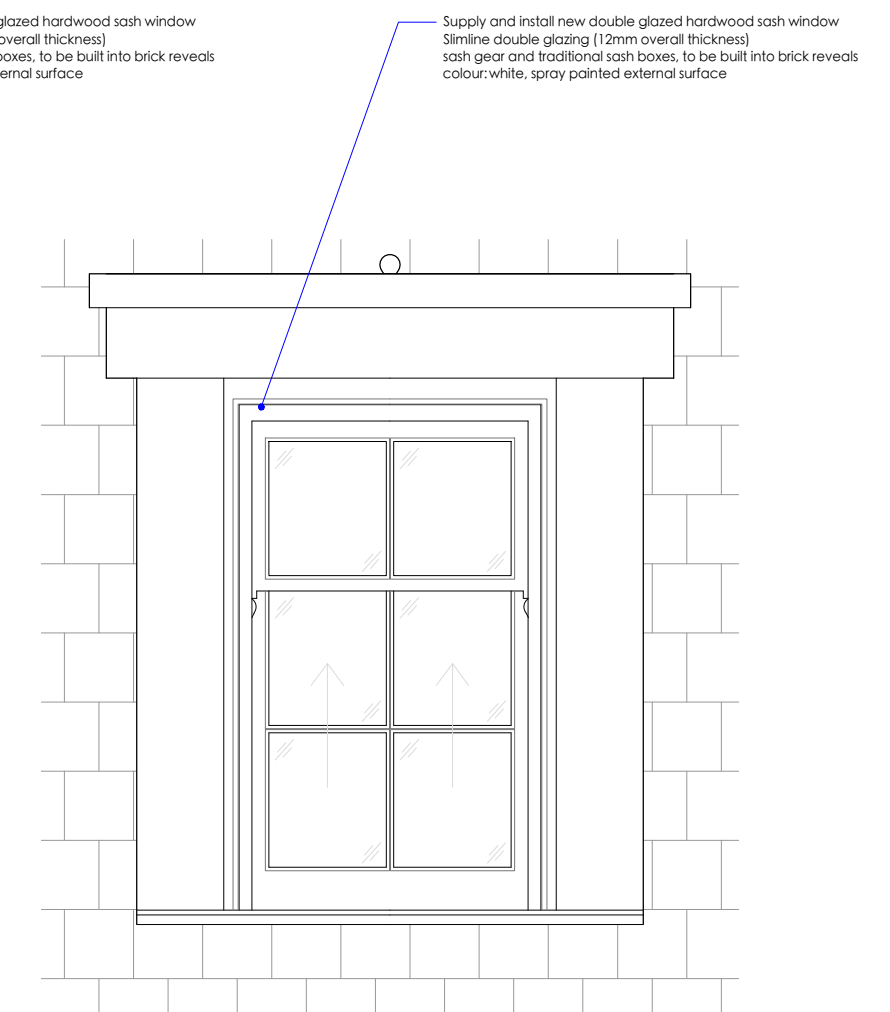 glazed hardwood sash window
overall thickness)
boxes, to be built into brick reveals
ernal surface
Supply and install new double glazed hardwood sash window
Slimline double glazing (12mm overall thickness)
sash gear and traditional sash boxes, to be built into brick reveals
colour: white, spray painted external surface